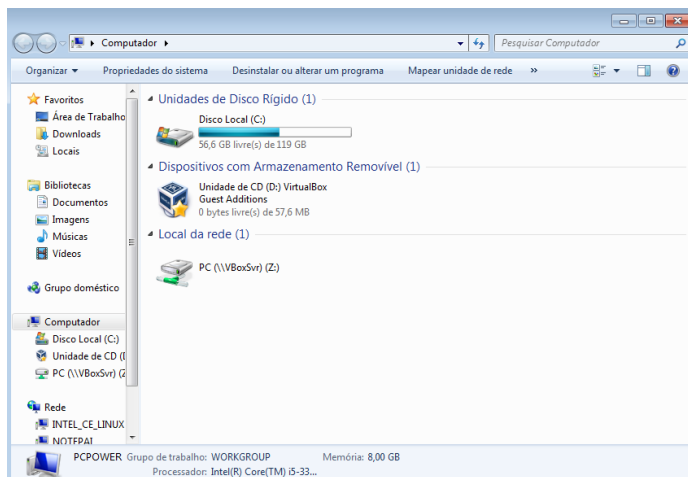 Computador
Pesquisar Computador
Organizar Propriedades do sistema Desinstalar ou alterar um programa Mapear unidade de rede »
Favoritos
Área de Trabalho
Downloads
Locais
Bibliotecas
Documentos
Imagens
Músicas
Vídeos
Grupo doméstico
Computador
Disco Local (C:)
Unidade de CD (
PC (\\VBoxSvr) (
Rede
INTEL_CE_LINUX
NOTEPAI
Unidades de Disco Rígido (1)
Disco Local (C:)
56,6 GB livre(s) de 119 GB
Dispositivos com Armazenamento Removível (1)
Unidade de CD (D:) VirtualBox
Guest Additions
0 bytes livre(s) de 57,6 MB
Local da rede (1)
PC (\\VBoxSvr) (Z:)
PCPOWER Grupo de trabalho: WORKGROUP Memória: 8,00 GB
Processador: Intel(R) Core(TM) i5-33...